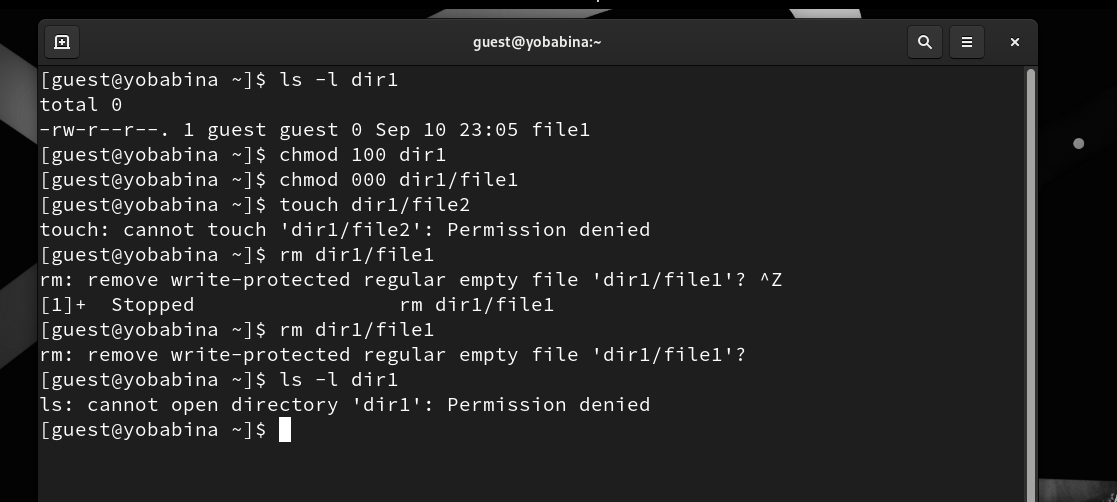 guest@yobabina:~
[guest@yobabina ~]$ ls -l dir1
total 0
-rw-r--r--. 1 guest guest 0 Sep 10 23:05 file1
[guest@yobabina ~]$ chmod 100 dir1
[guest@yobabina ~]$ chmod 000 dir1/file1
[guest@yobabina ~]$ touch dir1/file2
touch: cannot touch 'dir1/file2': Permission denied
[guest@yobabina ~]$ rm dir1/file1
rm: remove write-protected regular empty file 'dir1/file1'? ^Z
[1]+  Stopped                 rm dir1/file1
[guest@yobabina ~]$ rm dir1/file1
rm: remove write-protected regular empty file 'dir1/file1'?
[guest@yobabina ~]$ ls -l dir1
ls: cannot open directory 'dir1': Permission denied
[guest@yobabina ~]$